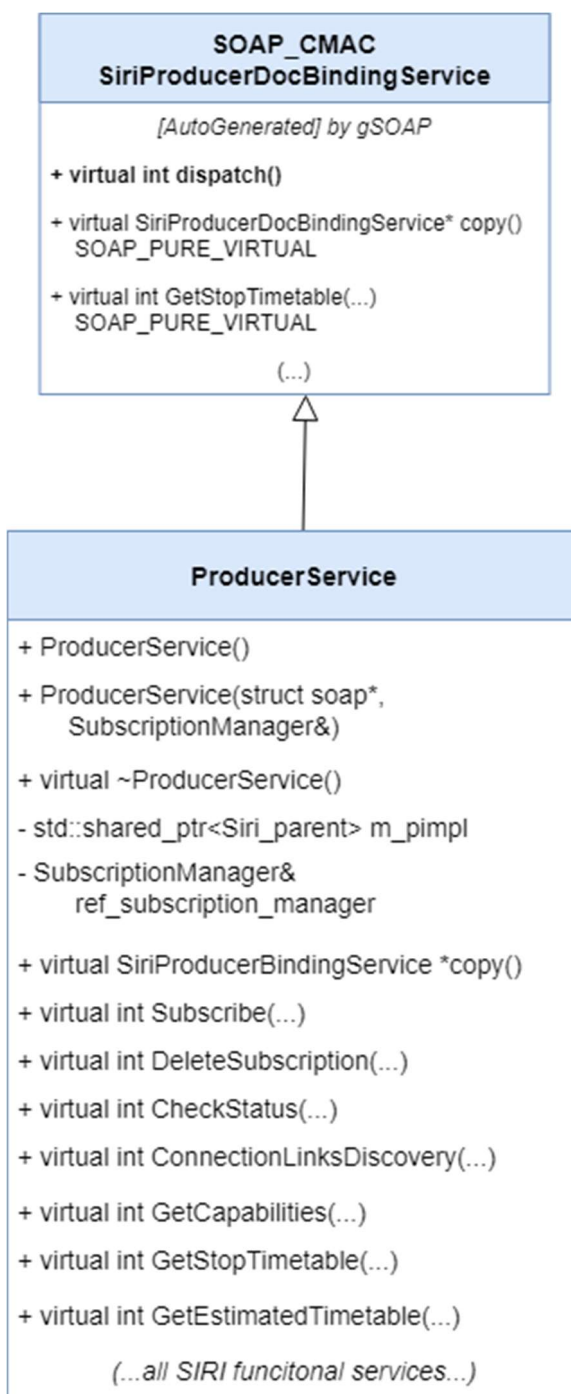 SOAP_CMAC
SiriProducerDocBindingService
[AutoGenerated] by gSOAP
+ virtual int dispatch()
+ virtual SiriProducerDocBindingService* copy()
SOAP_PURE_VIRTUAL
+ virtual int GetStopTimetable(...)
SOAP_PURE_VIRTUAL
(...)
ProducerService
+ ProducerService()
+ ProducerService(struct soap*,
SubscriptionManager&)
+ virtual ~ProducerService()
- std::shared_ptr<Siri_parent> m_pimpl
- SubscriptionManager&
ref_subscription_manager
+ virtual SiriProducerBindingService *copy()
+ virtual int Subscribe(...)
+ virtual int DeleteSubscription(...)
+ virtual int CheckStatus(...)
+ virtual int ConnectionLinksDiscovery(...)
+ virtual int GetCapabilities(...)
+ virtual int GetStopTimetable(...)
+ virtual int GetEstimatedTimetable(...)
(...all SIRI funcitonal services...)